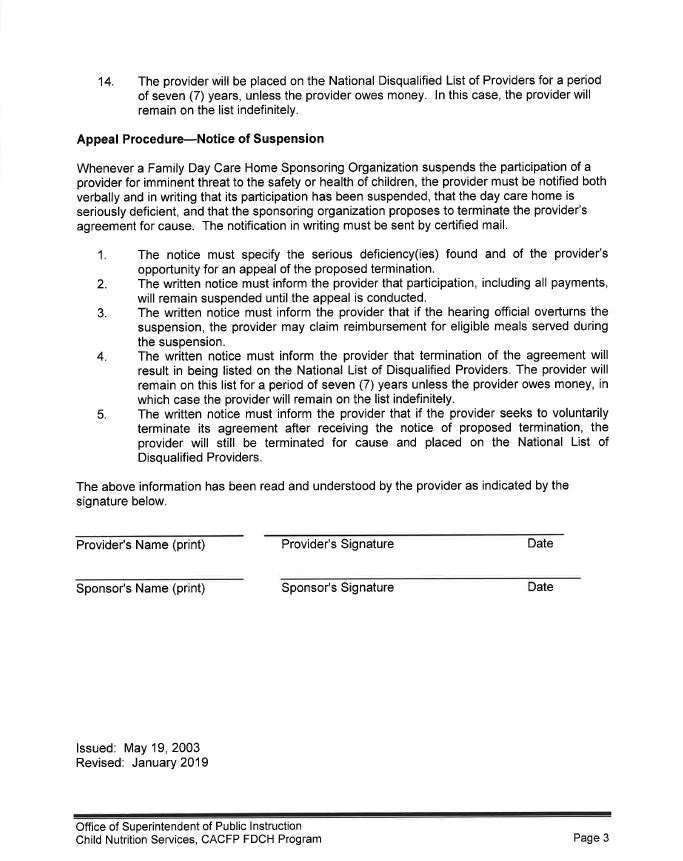 14. The provider will be placed on the National Disqualified List of Providers for a period
of seven (7) years, unless the provider owes money. In this case, the provider will
remain on the list indefinitely.
Appeal Procedure—Notice of Suspension
Whenever a Family Day Care Home Sponsoring Organization suspends the participation of a
provider for imminent threat to the safety or health of children, the provider must be notified both
verbally and in writing that its participation has been suspended, that the day care home is
seriously deficient, and that the sponsoring organization proposes to terminate the provider's
agreement for cause. The notification in writing must be sent by certified mail.
1. The notice must specify the serious deficiency(ies) found and of the provider's
opportunity for an appeal of the proposed termination.
2. The written notice must inform the provider that participation, including all payments,
will remain suspended until the appeal is conducted.
3. The written notice must inform the provider that if the hearing official overturns the
suspension, the provider may claim reimbursement for eligible meals served during
the suspension.
4. The written notice must inform the provider that termination of the agreement will
result in being listed on the National List of Disqualified Providers. The provider will
remain on this list for a period of seven (7) years unless the provider owes money, in
which case the provider will remain on the list indefinitely.
5. The written notice must inform the provider that if the provider seeks to voluntarily
terminate its agreement after receiving the notice of proposed termination, the
provider will still be terminated for cause and placed on the National List of
Disqualified Providers.
The above information has been read and understood by the provider as indicated by the
signature below.
Provider's Name (print) Provider's Signature Date
Sponsor's Name (print) Sponsor's Signature Date
Issued: May 19, 2003
Revised: January 2019
Office of Superintendent of Public Instruction
Child Nutrition Services, CACFP FDCH Program Page 3